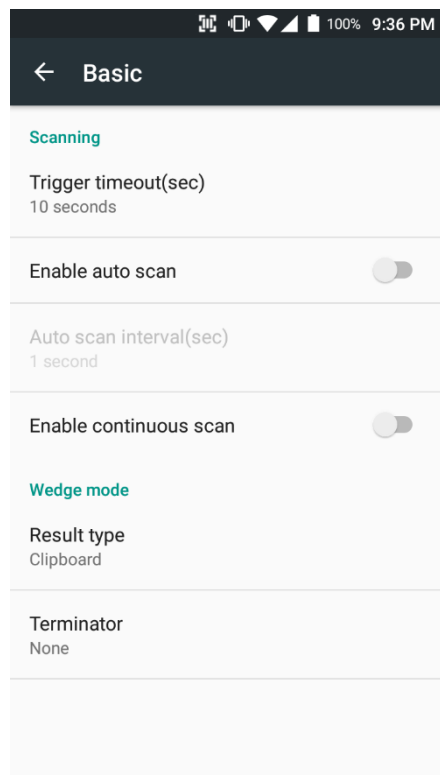 100% 9:36 PM
Basic
Scanning
Trigger timeout(sec)
10 seconds
Enable auto scan
Auto scan interval(sec)
1 second
Enable continuous scan
Wedge mode
Result type
Clipboard
Terminator
None